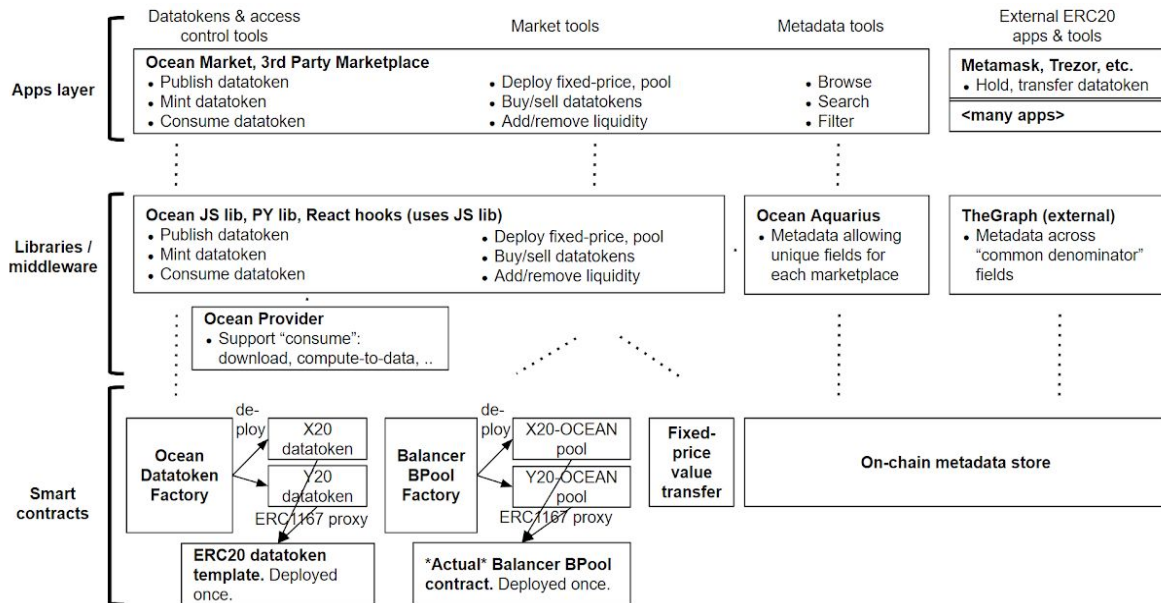 Datatokens & access
control tools
Market tools
Metadata tools
External ERC20
apps & tools
Apps layer
Ocean Market, 3rd Party Marketplace
• Publish datatoken
• Mint datatoken
• Consume datatoken
• Deploy fixed-price, pool
• Buy/sell datatokens
• Add/remove liquidity
• Browse
• Search
• Filter
Metamask, Trezor, etc.
• Hold, transfer datatoken
<many apps>
Libraries /
middleware
Ocean JS lib, PY lib, React hooks (uses JS lib)
• Publish datatoken
• Mint datatoken
• Consume datatoken
• Deploy fixed-price, pool
• Buy/sell datatokens
• Add/remove liquidity
Ocean Aquarius
• Metadata allowing
unique fields for
each marketplace
TheGraph (external)
• Metadata across
“common denominator”
fields
Ocean Provider
• Support “consume”:
download, compute-to-data, ..
Smart
contracts
Ocean
Datatoken
Factory
de-
ploy
X20
datatoken
Y20
datatoken
ERC1167 proxy
ERC20 datatoken
template. Deployed
once.
Balancer
BPool
Factory
de-
ploy
X20-OCEAN
pool
Y20-OCEAN
pool
ERC1167 proxy
*Actual* Balancer BPool
contract. Deployed once.
Fixed-
price
value
transfer
On-chain metadata store